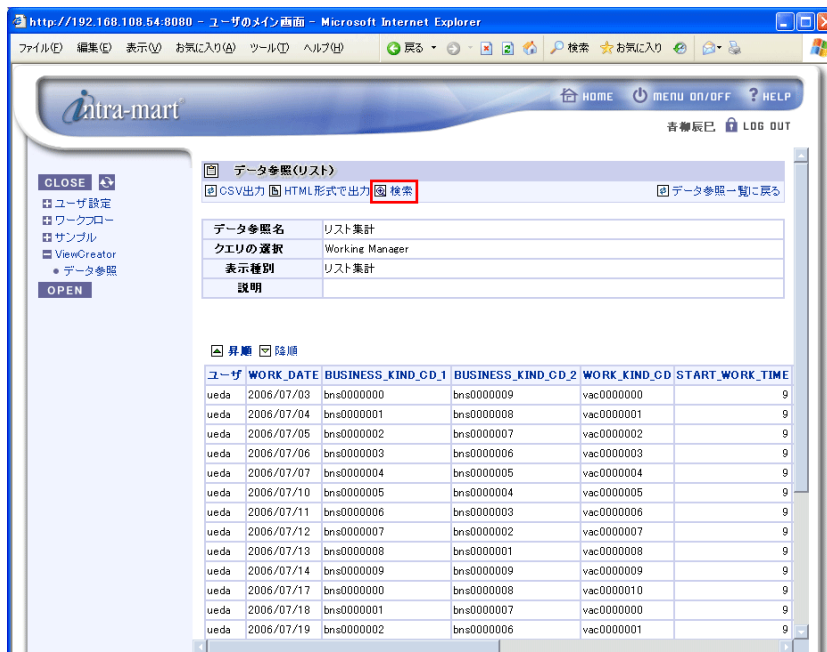 http://192.168.108.54:8080 - ユーザのメイン画面 - Microsoft Internet Explorer
ファイル(F) 編集(E) 表示(V) お気に入り(A) ツール(T) ヘルプ(H) 戻る 検索 お気に入り
intra-mart HOME MENU ON/OFF ? HELP
青柳辰巳 LOG OUT
データ参照(リスト)
CSV出力 HTML形式で出力 検索 データ参照一覧に戻る
CLOSE
ユーザ設定
ワークフロー
サンプル
ViewCreator
データ参照
OPEN
データ参照名 リスト集計
クエリの選択 Working Manager
表示種別 リスト集計
説明
昇順 降順
ユーザ WORK_DATE BUSINESS_KIND_CD_1 BUSINESS_KIND_CD_2 WORK_KIND_CD START_WORK_TIME
ueda 2006/07/03 bns0000000 bns0000009 vac0000000 9
ueda 2006/07/04 bns0000001 bns0000008 vac0000001 9
ueda 2006/07/05 bns0000002 bns0000007 vac0000002 9
ueda 2006/07/06 bns0000003 bns0000006 vac0000003 9
ueda 2006/07/07 bns0000004 bns0000005 vac0000004 9
ueda 2006/07/10 bns0000005 bns0000004 vac0000005 9
ueda 2006/07/11 bns0000006 bns0000003 vac0000006 9
ueda 2006/07/12 bns0000007 bns0000002 vac0000007 9
ueda 2006/07/13 bns0000008 bns0000001 vac0000008 9
ueda 2006/07/14 bns0000009 bns0000009 vac0000009 9
ueda 2006/07/17 bns0000000 bns0000008 vac0000010 9
ueda 2006/07/18 bns0000001 bns0000007 vac0000000 9
ueda 2006/07/19 bns0000002 bns0000006 vac0000001 9